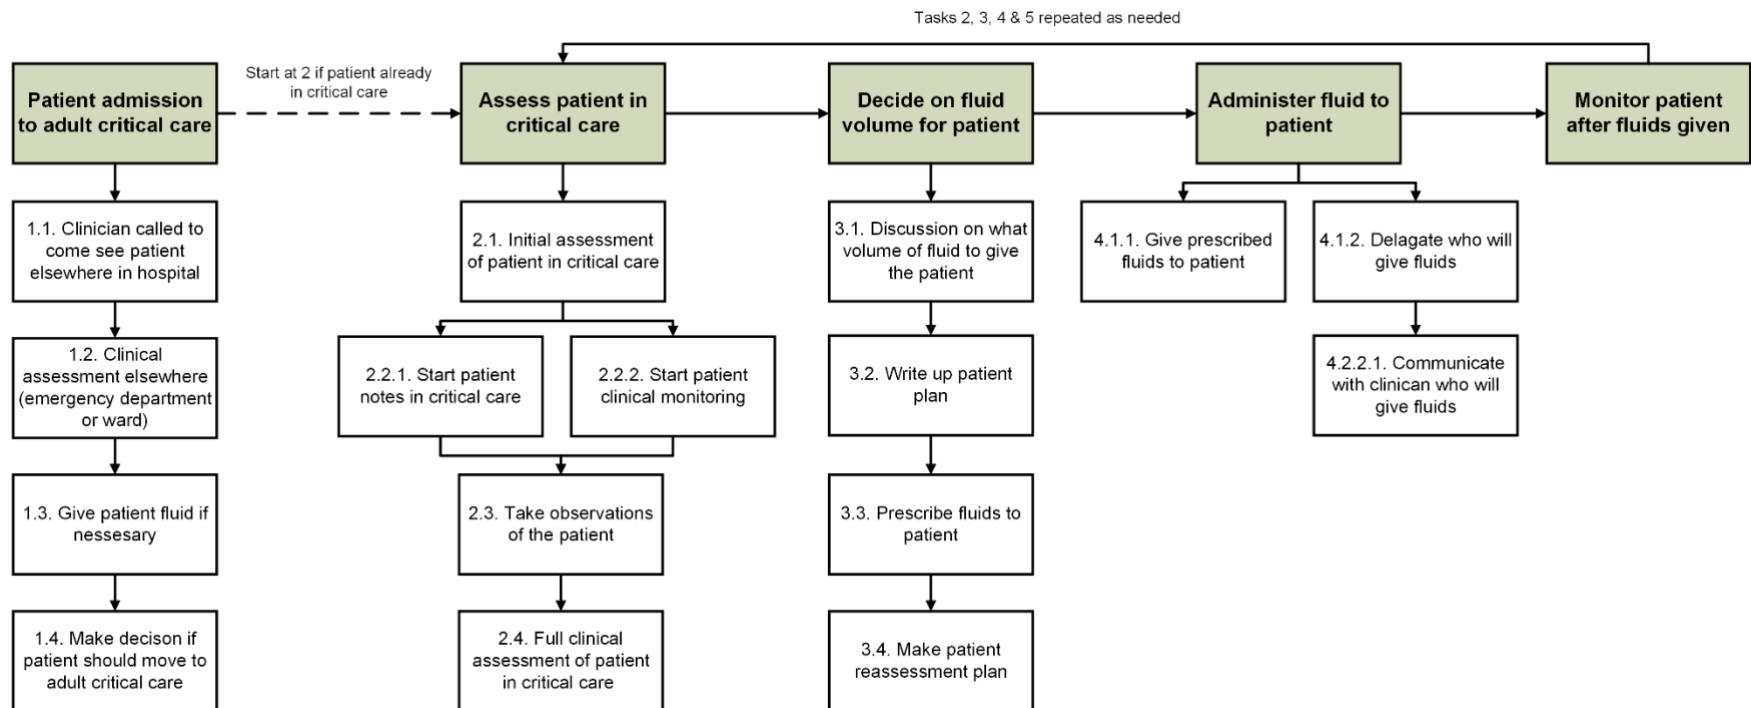 Tasks 2, 3, 4 & 5 repeated as needed
Patient admission
to adult critical care
Start at 2 if patient already
in critical care
Assess patient in
critical care
Decide on fluid
volume for patient
Administer fluid to
patient
Monitor patient
after fluids given
1.1. Clinician called to
come see patient
elsewhere in hospital
1.2. Clinical
assessment elsewhere
(emergency department
or ward)
1.3. Give patient fluid if
nessesary
1.4. Make decison if
patient should move to
adult critical care
2.1. Initial assessment
of patient in critical care
2.2.1. Start patient
notes in critical care
2.2.2. Start patient
clinical monitoring
2.3. Take observations
of the patient
2.4. Full clinical
assessment of patient
in critical care
3.1. Discussion on what
volume of fluid to give
the patient
3.2. Write up patient
plan
3.3. Prescribe fluids to
patient
3.4. Make patient
reassessment plan
4.1.1. Give prescribed
fluids to patient
4.1.2. Delagate who will
give fluids
4.2.2.1. Communicate
with clinican who will
give fluids